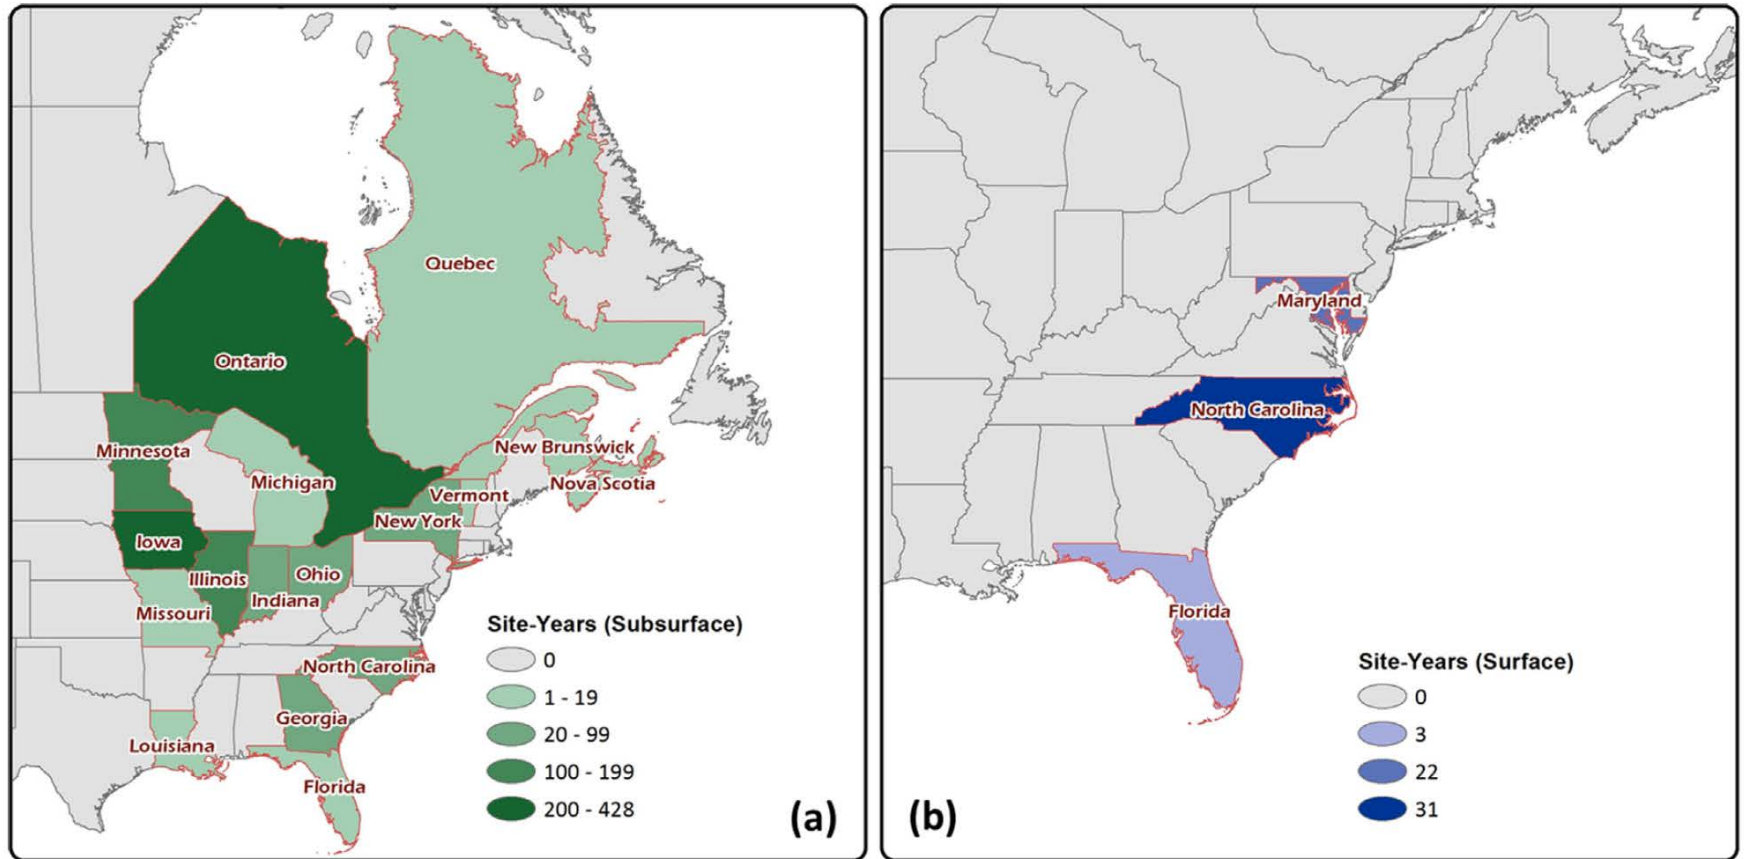 Quebec
Ontario
New Brunswick
Minnesota
Michigan
Nova Scotia
Vermont
New York
Iowa
Ohio
Illinois
Indiana
Missouri
North Carolina
Georgia
Louisiana
Florida
Site-Years (Subsurface)
0
1 - 19
20 - 99
100 - 199
200 - 428
(a)
Maryland
North Carolina
Florida
Site-Years (Surface)
0
3
22
31
(b)